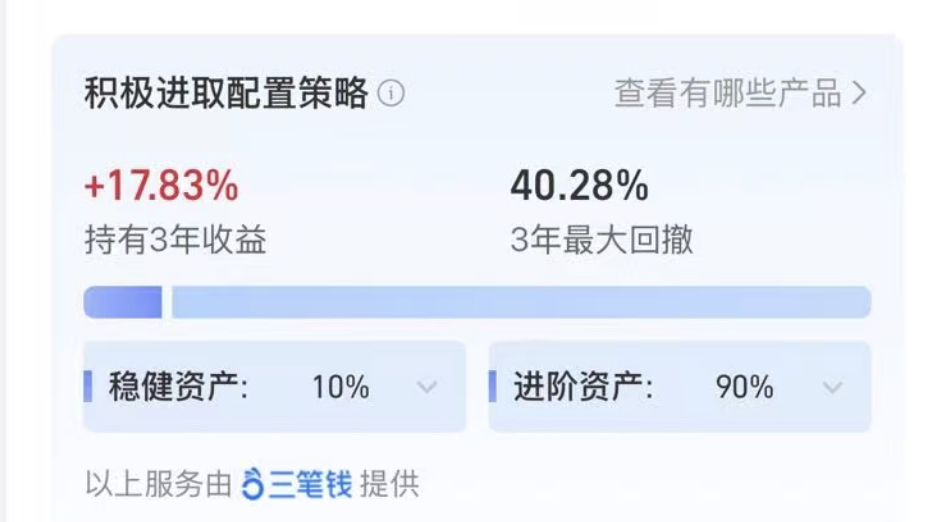 积极进取配置策略 查看有哪些产品 >
+17.83% 40.28%
持有3年收益 3年最大回撤
稳健资产: 10% 进阶资产: 90%
以上服务由 三笔钱 提供